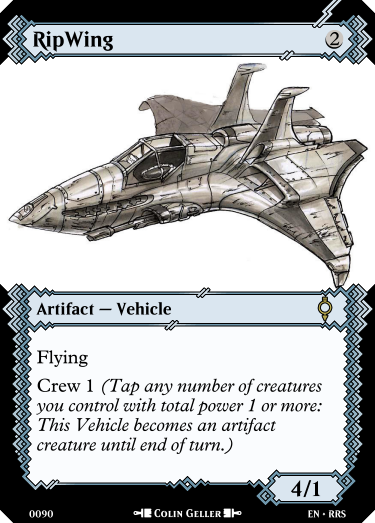 RipWing 2
Artifact — Vehicle
Flying
Crew 1 (Tap any number of creatures
you control with total power 1 or more:
This Vehicle becomes an artifact
creature until end of turn.)
4/1
0090 COLIN GELLER EN • RRS